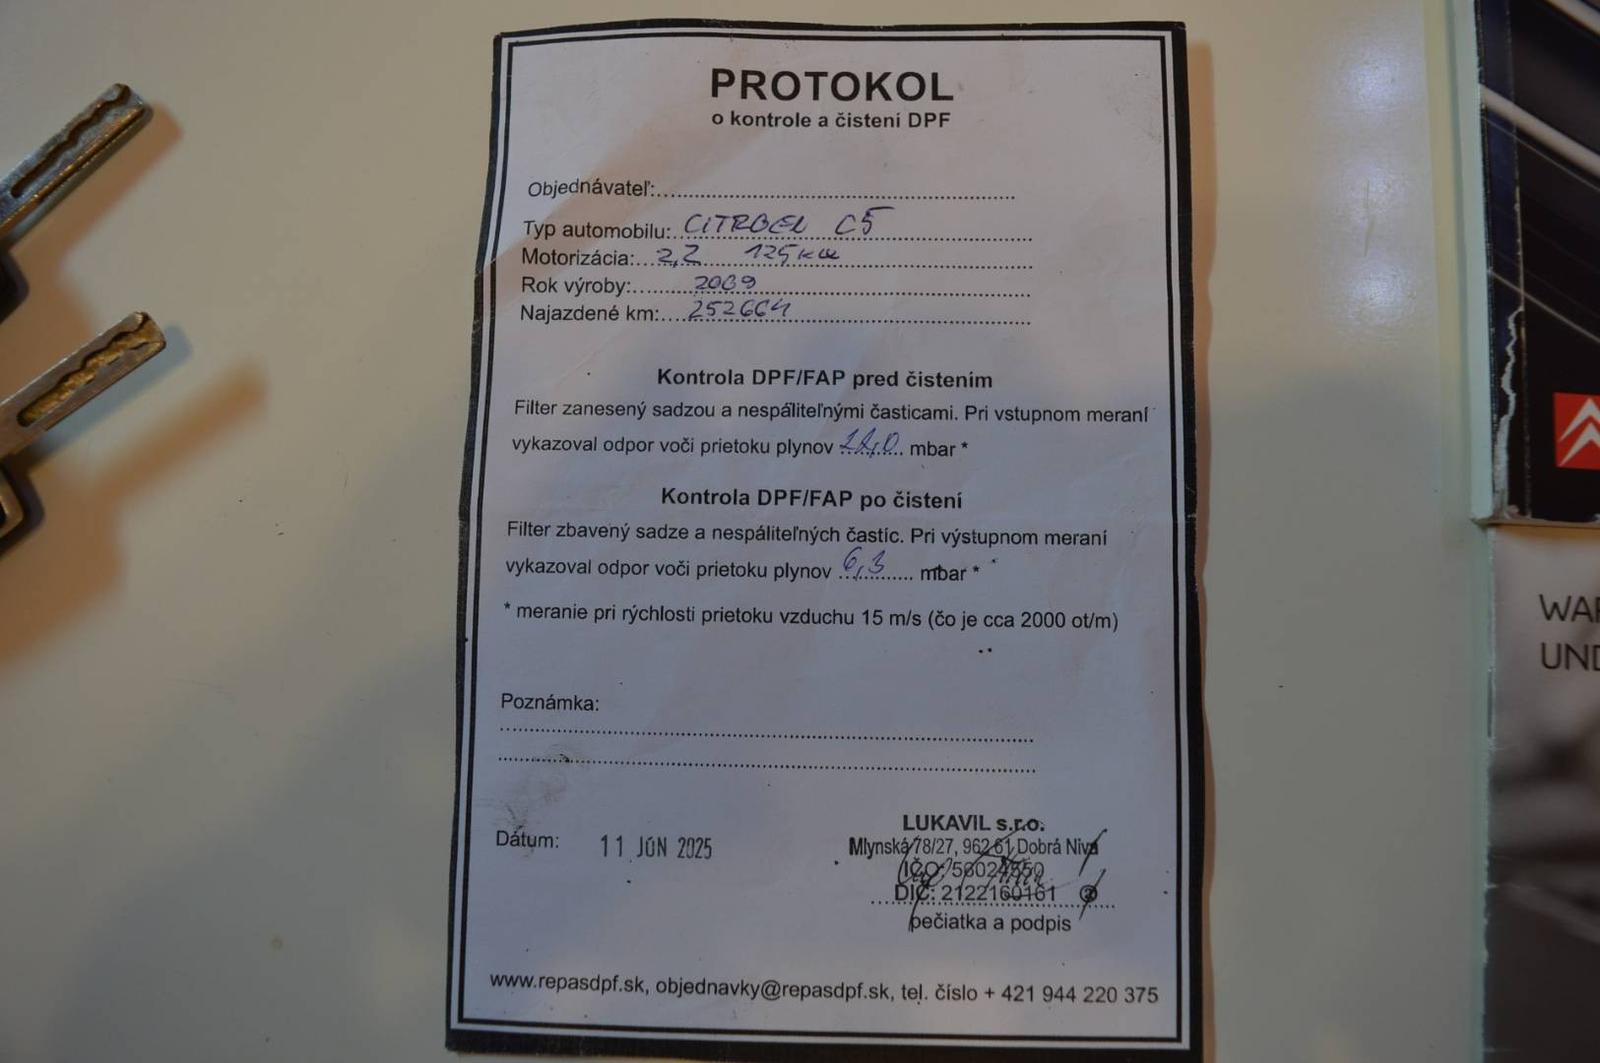 PROTOKOL
o kontrole a čistení DPF
Objednávateľ:
Typ automobilu: CITROEN C5
Motorizácia: 2,2 125 kw
Rok výroby: 2009
Najazdené km: 252664
Kontrola DPF/FAP pred čistením
Filter zanesený sadzou a nespáliteľnými časticami. Pri vstupnom meraní
vykazoval odpor voči prietoku plynov mbar *
Kontrola DPF/FAP po čistení
Filter zbavený sadze a nespáliteľných častíc. Pri výstupnom meraní
vykazoval odpor voči prietoku plynov 6,3 mbar *
* meranie pri rýchlosti prietoku vzduchu 15 m/s (čo je cca 2000 ot/m)
Poznámka:
Dátum: 11 JÚN 2025
LUKAVIL s.r.o.
Mlynská 78/27, 962 61 Dobrá Niva
IČO:
DIČ: 2122160161
pečiatka a podpis
www.repasdpf.sk, objednavky@repasdpf.sk, tel. číslo + 421 944 220 375
WAR
UND